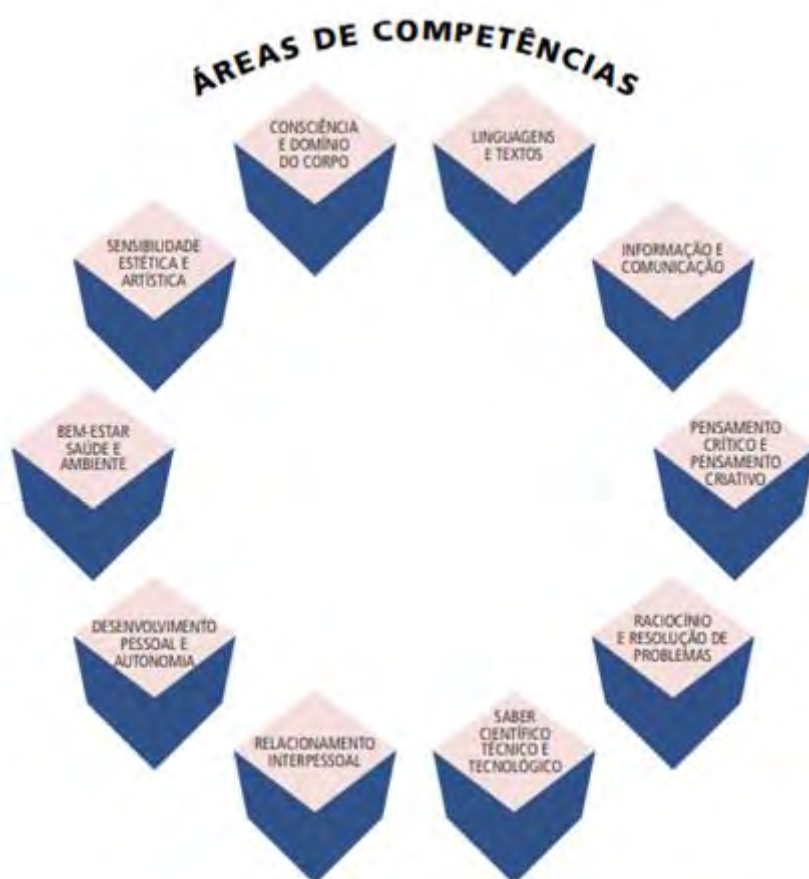 ÁREAS DE COMPETÊNCIAS
CONSCIÊNCIA
E DOMÍNIO
DO CORPO
LINGUAGENS
E TEXTOS
INFORMAÇÃO E
COMUNICAÇÃO
PENSAMENTO
CRÍTICO E
PENSAMENTO
CRIATIVO
RACIOCÍNIO
E RESOLUÇÃO DE
PROBLEMAS
SABER
CIENTÍFICO
TÉCNICO E
TECNOLÓGICO
RELACIONAMENTO
INTERPESSOAL
DESENVOLVIMENTO
PESSOAL E
AUTONOMIA
BEM-ESTAR
SAÚDE E
AMBIENTE
SENSIBILIDADE
ESTÉTICA E
ARTÍSTICA